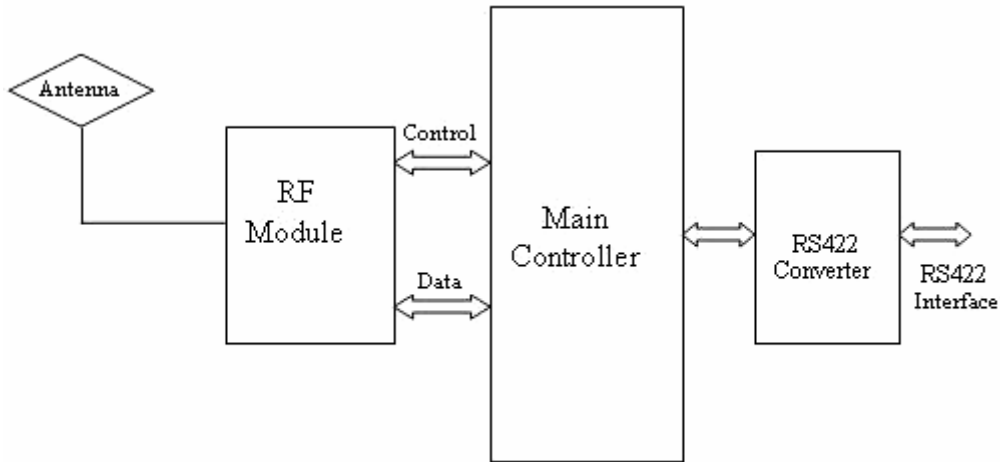 Antenna
RF
Module
Control
Data
Main
Controller
RS422
Converter
RS422
Interface